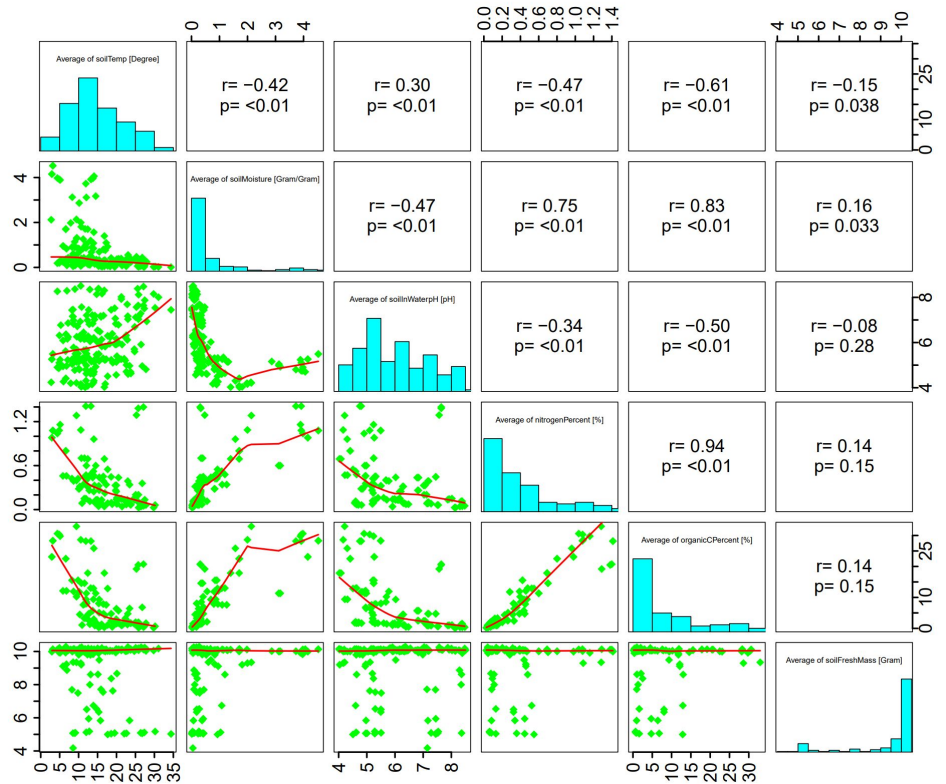 0 1 2 4
0.0 0.2 0.4 0.6 0.8 1.0 1.2 1.4
4 5 6 7 8 9 10
Average of soilTemp [Degree]
r= −0.42
p= <0.01
r= 0.30
p= <0.01
r= −0.47
p= <0.01
r= −0.61
p= <0.01
r= −0.15
p= 0.038
0 10 25
0 2 4
Average of soilMoisture [Gram/Gram]
r= −0.47
p= <0.01
r= 0.75
p= <0.01
r= 0.83
p= <0.01
r= 0.16
p= 0.033
Average of soilInWaterpH [pH]
r= −0.34
p= <0.01
r= −0.50
p= <0.01
r= −0.08
p= 0.28
4 6 8
0.0 0.6 1.2
Average of nitrogenPercent [%]
r= 0.94
p= <0.01
r= 0.14
p= 0.15
Average of organicCPercent [%]
r= 0.14
p= 0.15
0 10 25
4 5 6 8 10
Average of soilFreshMass [Gram]
0 5 10 15 20 25 30 35
4 5 6 7 8
0 5 10 15 20 25 30